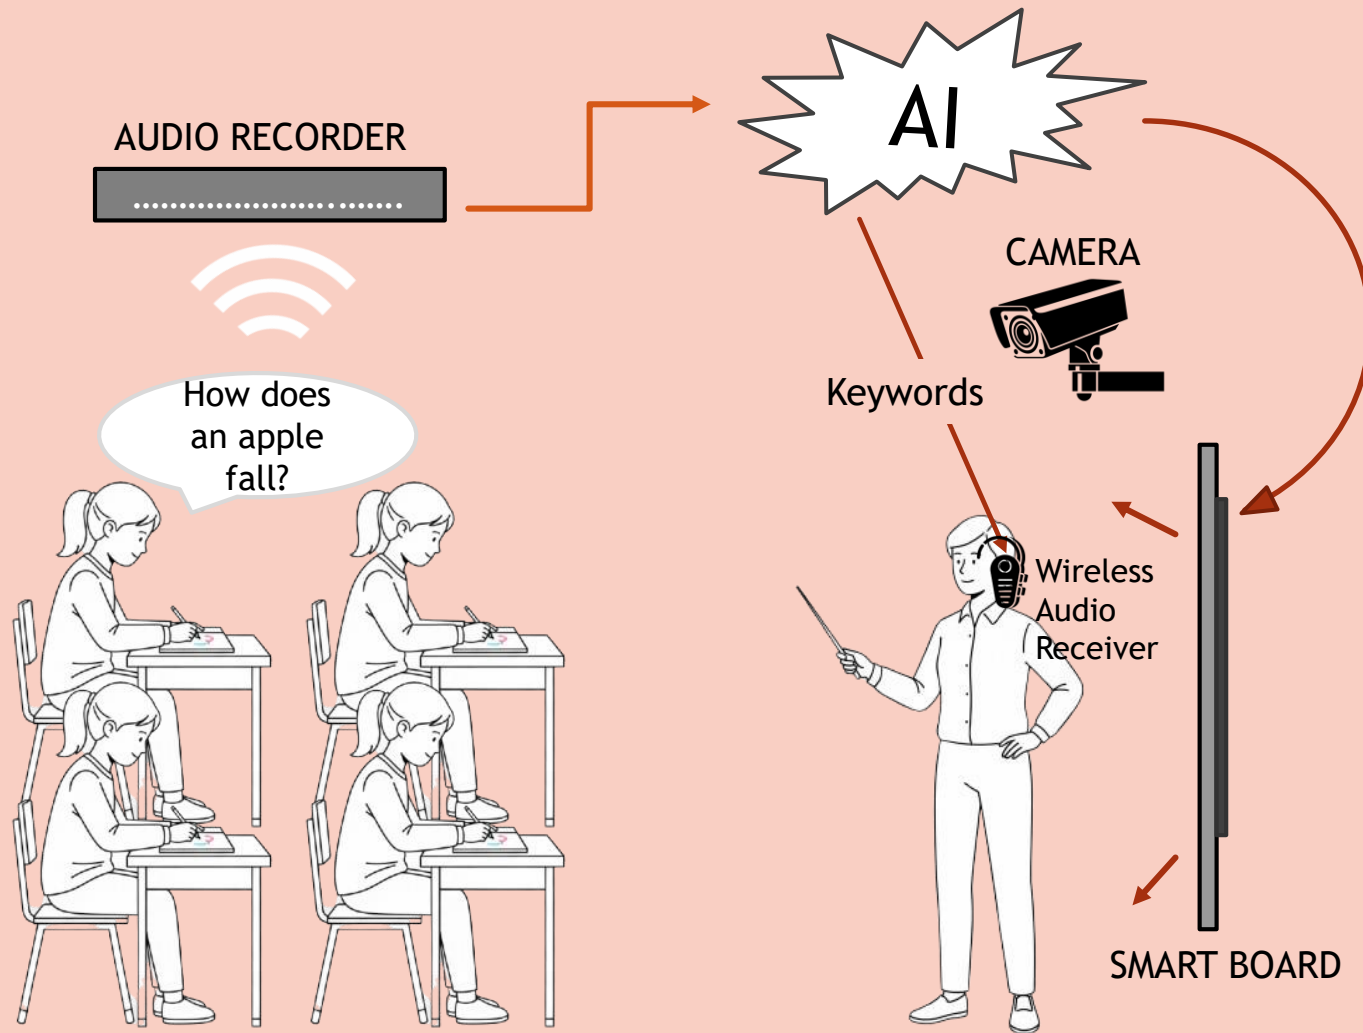 AUDIO RECORDER
AI
CAMERA
How does
an apple
fall?
Keywords
Wireless
Audio
Receiver
SMART BOARD